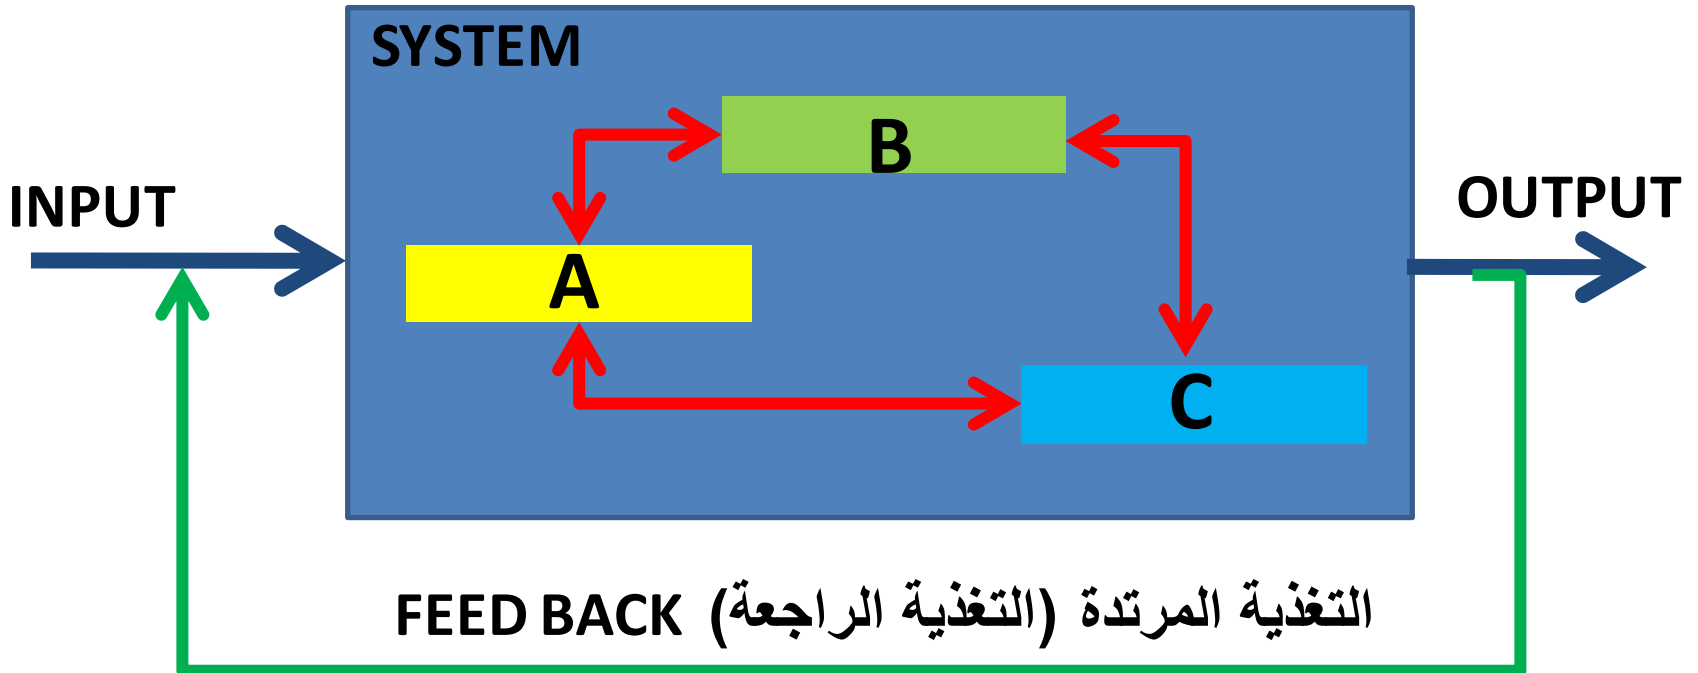 SYSTEM
B
INPUT
OUTPUT
A
C
FEED BACK التغذية المرتدة (التغذية الراجعة)